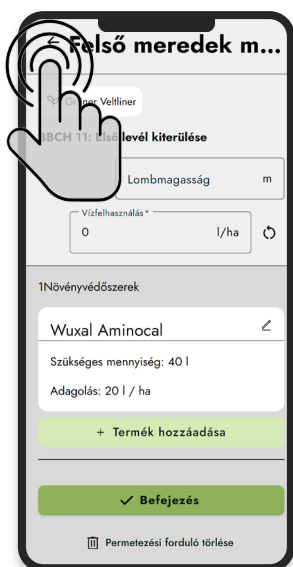 ← Felső meredek m...
Grüner Veltliner
BBCH 11: Első levél kiterülése
Lombmagasság m
Vízfelhasználás*
0 l/ha
1Növényvédőszerek
Wuxal Aminocal
Szükséges mennyiség: 40 l
Adagolás: 20 l / ha
+ Termék hozzáadása
✓ Befejezés
Permetezési forduló törlése